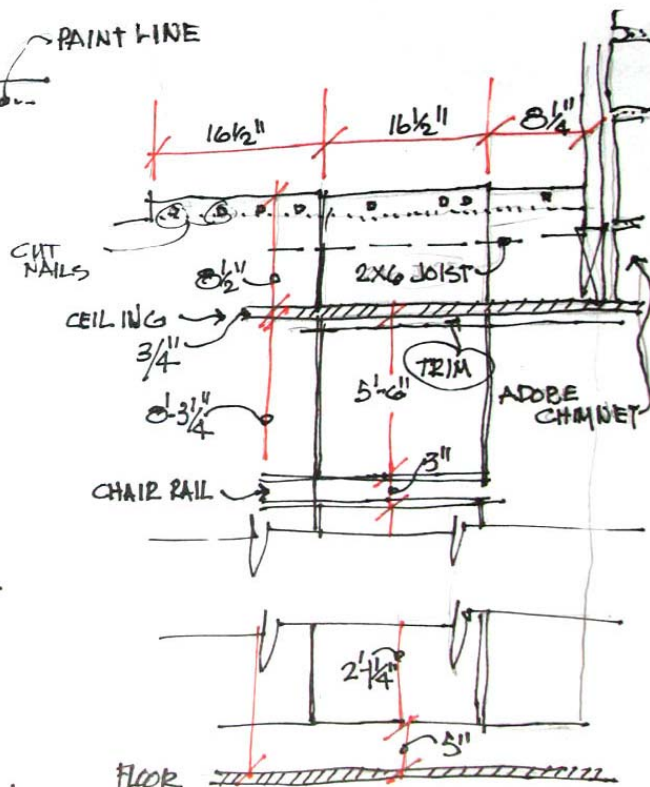 PAINT LINE
16½" 16½" 8¼"
CUT
NAILS
8½"
2X6 JOIST
CEILING
3/4"
TRIM
5'-6"
8'-3¼"
ADOBE
CHIMNEY
3"
CHAIR RAIL
2'-1¼"
5"
FLOOR